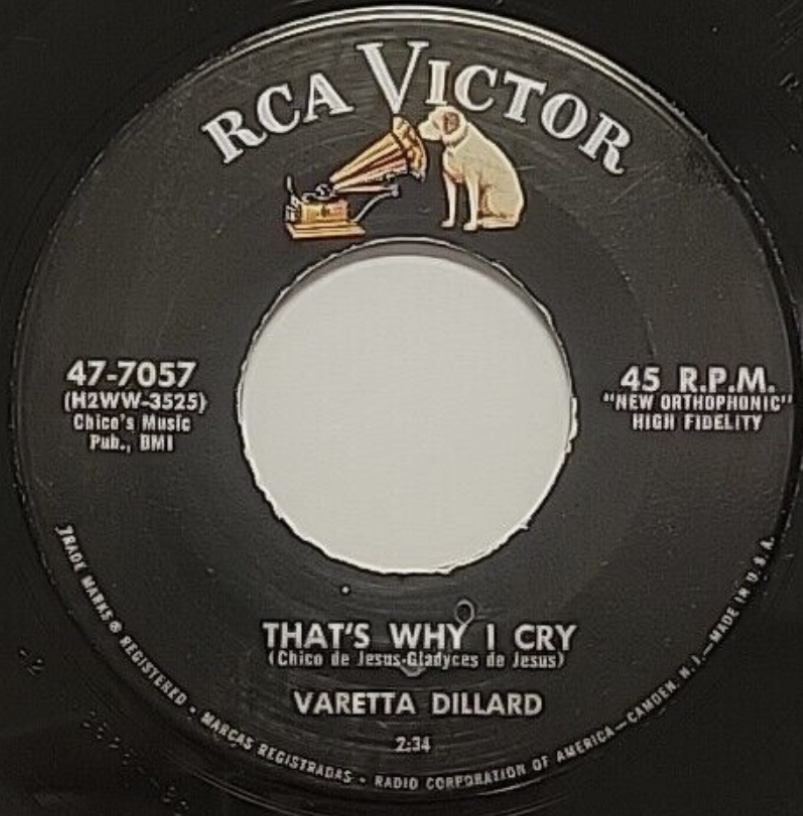 RCA VICTOR
47-7057
(H2WW-3525)
Chico's Music
Pub., BMI
45 R.P.M.
"NEW ORTHOPHONIC"
HIGH FIDELITY
THAT'S WHY I CRY
(Chico de Jesus-Gladyces de Jesus)
VARETTA DILLARD
2:34
TRADE MARKS ® REGISTERED • MARCAS REGISTRADAS • RADIO CORPORATION OF AMERICA—CAMDEN, N. J.—MADE IN U.S.A.